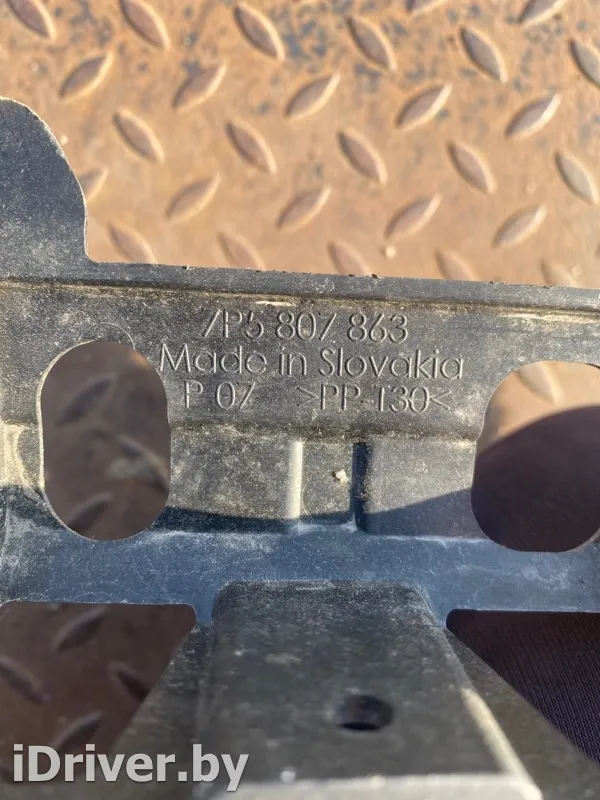 7P5 807 863
Made in Slovakia
P 07 >PP-T30<
iDriver.by